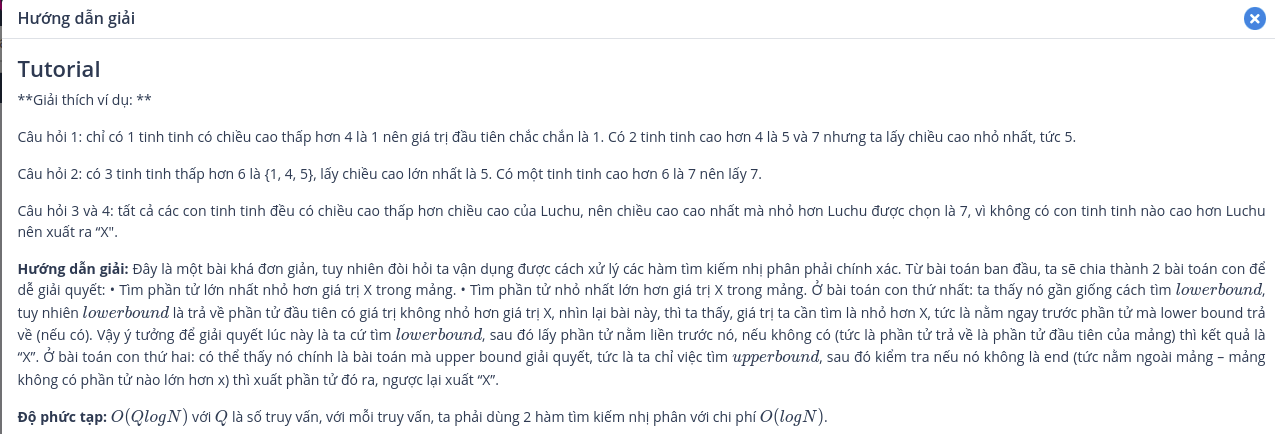 Hướng dẫn giải
Tutorial
**Giải thích ví dụ: **
Câu hỏi 1: chỉ có 1 tinh tinh có chiều cao thấp hơn 4 là 1 nên giá trị đầu tiên chắc chắn là 1. Có 2 tinh tinh cao hơn 4 là 5 và 7 nhưng ta lấy chiều cao nhỏ nhất, tức 5.
Câu hỏi 2: có 3 tinh tinh thấp hơn 6 là {1, 4, 5}, lấy chiều cao lớn nhất là 5. Có một tinh tinh cao hơn 6 là 7 nên lấy 7.
Câu hỏi 3 và 4: tất cả các con tinh tinh đều có chiều cao thấp hơn chiều cao của Luchu, nên chiều cao cao nhất mà nhỏ hơn Luchu được chọn là 7, vì không có con tinh tinh nào cao hơn Luchu
nên xuất ra “X".
Hướng dẫn giải: Đây là một bài khá đơn giản, tuy nhiên đòi hỏi ta vận dụng được cách xử lý các hàm tìm kiếm nhị phân phải chính xác. Từ bài toán ban đầu, ta sẽ chia thành 2 bài toán con để
dễ giải quyết: • Tìm phần tử lớn nhất nhỏ hơn giá trị X trong mảng. • Tìm phần tử nhỏ nhất lớn hơn giá trị X trong mảng. Ở bài toán con thứ nhất: ta thấy nó gần giống cách tìm lowerbound,
tuy nhiên lowerbound là trả về phần tử đầu tiên có giá trị không nhỏ hơn giá trị X, nhìn lại bài này, thì ta thấy, giá trị ta cần tìm là nhỏ hơn X, tức là nằm ngay trước phần tử mà lower bound trả
về (nếu có). Vậy ý tưởng để giải quyết lúc này là ta cứ tìm lowerbound, sau đó lấy phần tử nằm liền trước nó, nếu không có (tức là phần tử trả về là phần tử đầu tiên của mảng) thì kết quả là
“X”. Ở bài toán con thứ hai: có thể thấy nó chính là bài toán mà upper bound giải quyết, tức là ta chỉ việc tìm upperbound, sau đó kiểm tra nếu nó không là end (tức nằm ngoài mảng – mảng
không có phần tử nào lớn hơn x) thì xuất phần tử đó ra, ngược lại xuất “X”.
Độ phức tạp: O(QlogN) với Q là số truy vấn, với mỗi truy vấn, ta phải dùng 2 hàm tìm kiếm nhị phân với chi phí O(logN).